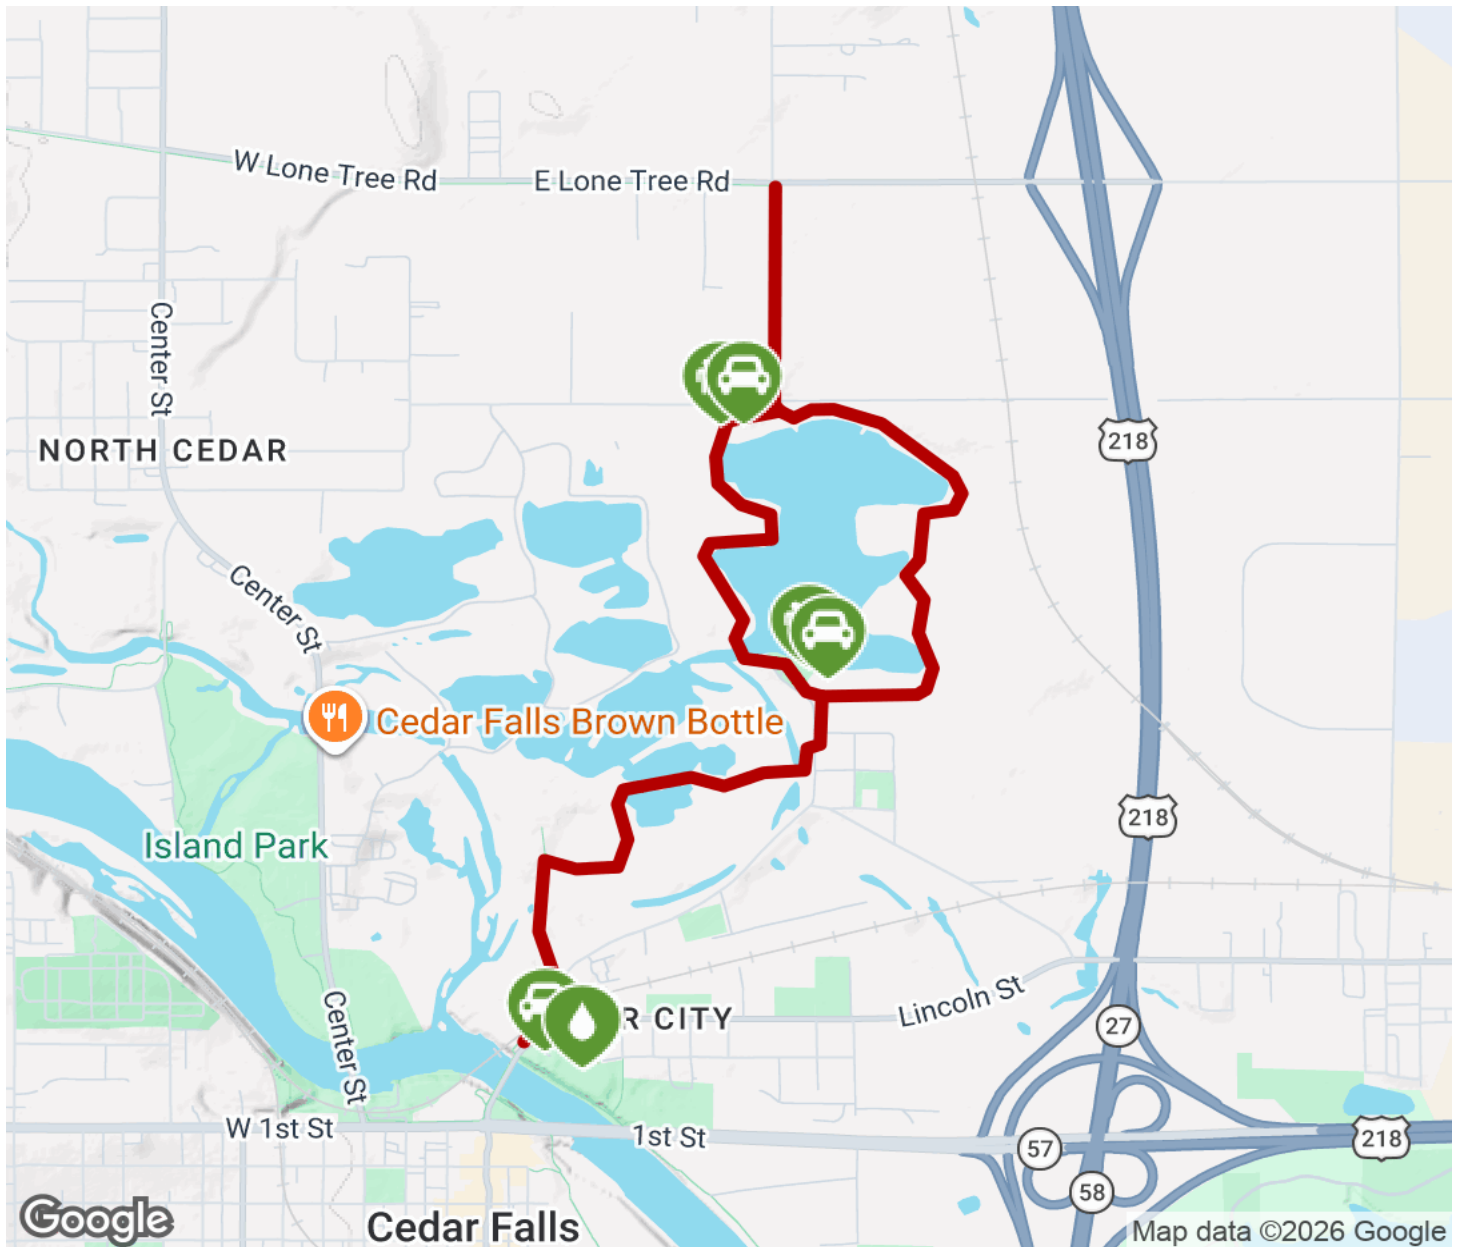 W Lone Tree Rd
E Lone Tree Rd
Center St
NORTH CEDAR
218
Center St
Cedar Falls Brown Bottle
218
Island Park
Lincoln St
R CITY
27
Center St
W 1st St
1st St
57
218
58
Google
Cedar Falls
Map data ©2026 Google